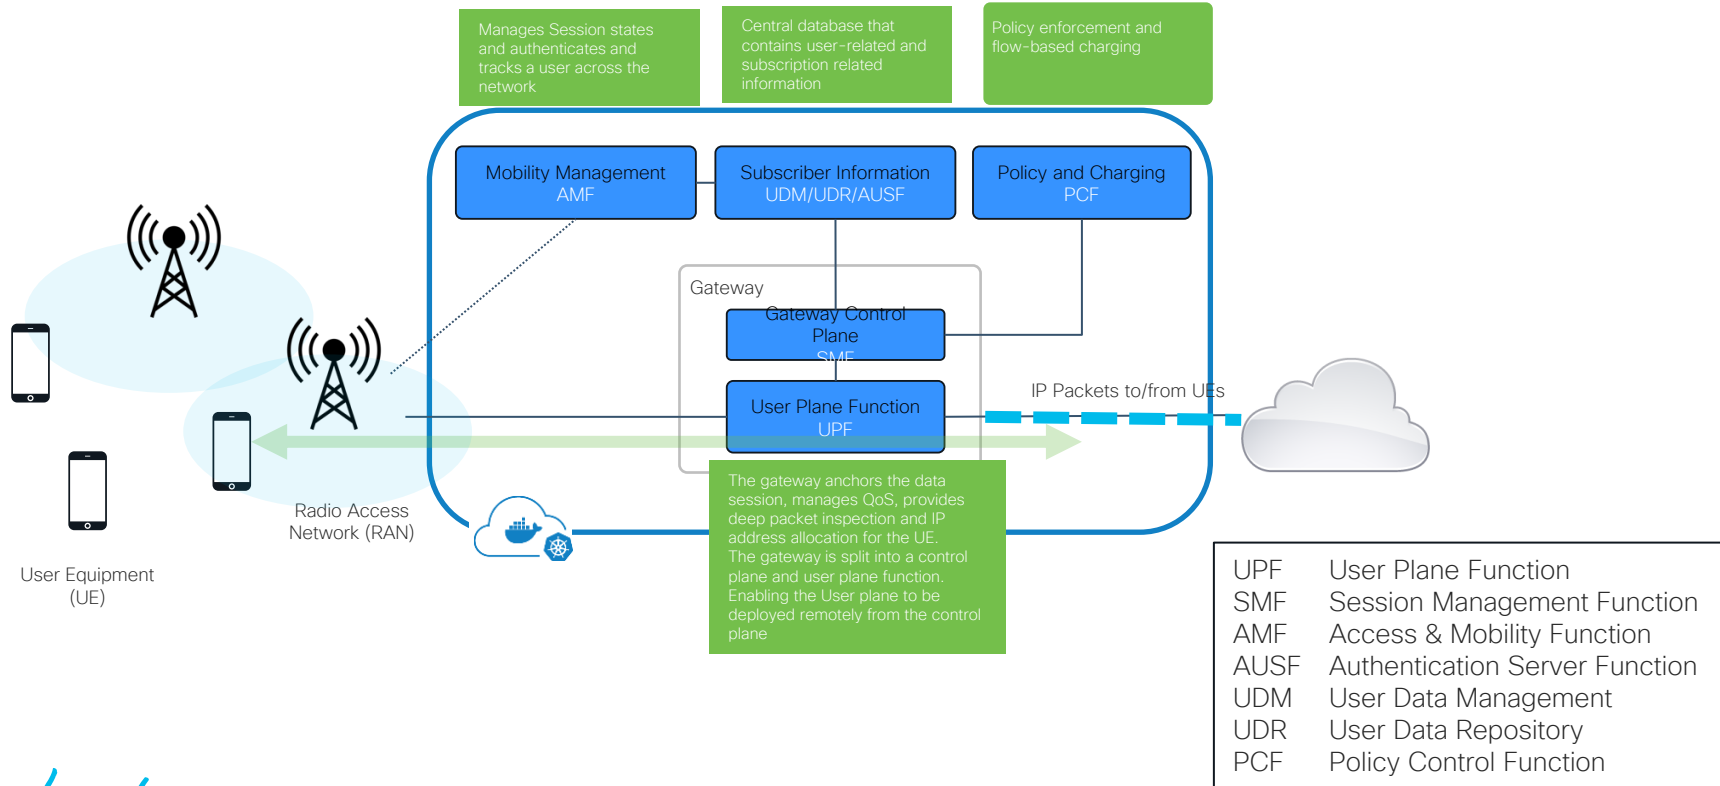 Manages Session states
and authenticates and
tracks a user across the
network
Central database that
contains user-related and
subscription related
information
Policy enforcement and
flow-based charging
Mobility Management
AMF
Subscriber Information
UDM/UDR/AUSF
Policy and Charging
PCF
Gateway
Gateway Control
Plane
SMF
User Plane Function
UPF
IP Packets to/from UEs
The gateway anchors the data
session, manages QoS, provides
deep packet inspection and IP
address allocation for the UE.
The gateway is split into a control
plane and user plane function.
Enabling the User plane to be
deployed remotely from the control
plane
Radio Access
Network (RAN)
User Equipment
(UE)
UPF User Plane Function
SMF Session Management Function
AMF Access & Mobility Function
AUSF Authentication Server Function
UDM User Data Management
UDR User Data Repository
PCF Policy Control Function